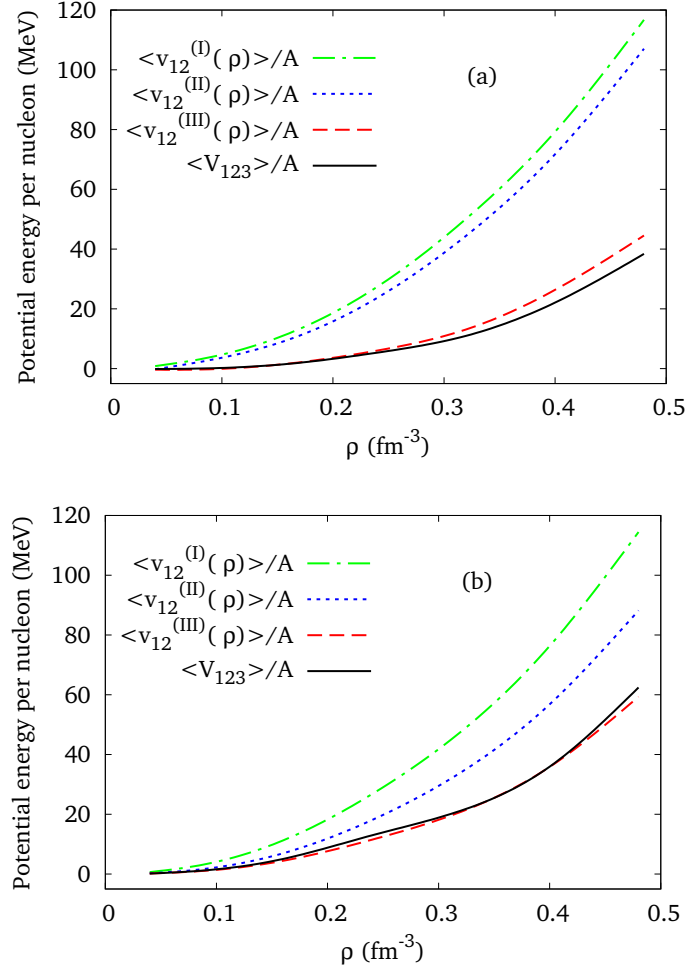 Potential energy per nucleon (MeV)
120
100
80
60
40
20
0
<v12^(I)(ρ)>/A
<v12^(II)(ρ)>/A
<v12^(III)(ρ)>/A
<V123>/A
(a)
0 0.1 0.2 0.3 0.4 0.5
ρ (fm^-3)
Potential energy per nucleon (MeV)
120
100
80
60
40
20
0
<v12^(I)(ρ)>/A
<v12^(II)(ρ)>/A
<v12^(III)(ρ)>/A
<V123>/A
(b)
0 0.1 0.2 0.3 0.4 0.5
ρ (fm^-3)